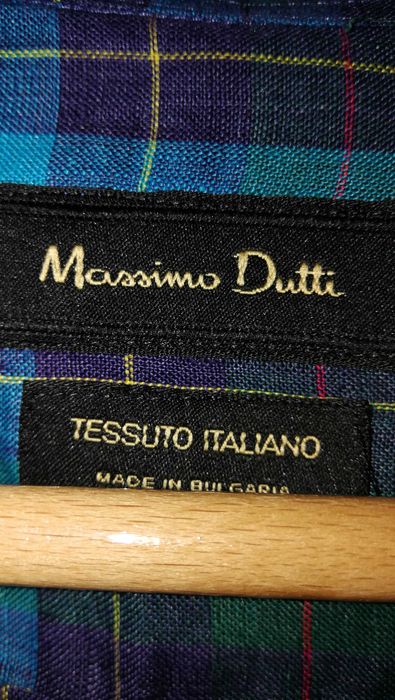 Massimo Dutti
TESSUTO ITALIANO
MADE IN BULGARIA